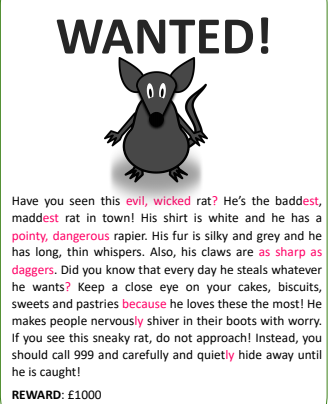 WANTED!
Have you seen this evil, wicked rat? He's the baddest,
maddest rat in town! His shirt is white and he has a
pointy, dangerous rapier. His fur is silky and grey and he
has long, thin whispers. Also, his claws are as sharp as
daggers. Did you know that every day he steals whatever
he wants? Keep a close eye on your cakes, biscuits,
sweets and pastries because he loves these the most! He
makes people nervously shiver in their boots with worry.
If you see this sneaky rat, do not approach! Instead, you
should call 999 and carefully and quietly hide away until
he is caught!
REWARD: £1000